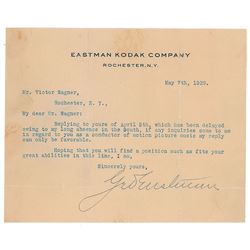 EASTMAN KODAK COMPANY
ROCHESTER, N.Y.
May 7th, 1929.
Mr. Victor Wagner,
Rochester, N. Y.
My dear Mr. Wagner:
Replying to yours of April 5th, which has been delayed
owing to my long absence in the South, if any inquiries come to me
in regard to you as a conductor of motion picture music my reply
can only be favorable.
Hoping that you will find a position such as fits your
great abilities in this line, I am,
Sincerely yours,
Geo Eastman